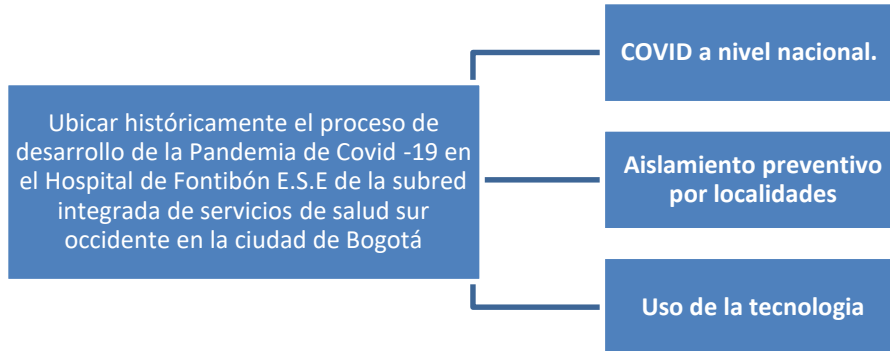 Ubicar históricamente el proceso de
desarrollo de la Pandemia de Covid -19 en
el Hospital de Fontibón E.S.E de la subred
integrada de servicios de salud sur
occidente en la ciudad de Bogotá
COVID a nivel nacional.
Aislamiento preventivo
por localidades
Uso de la tecnologia